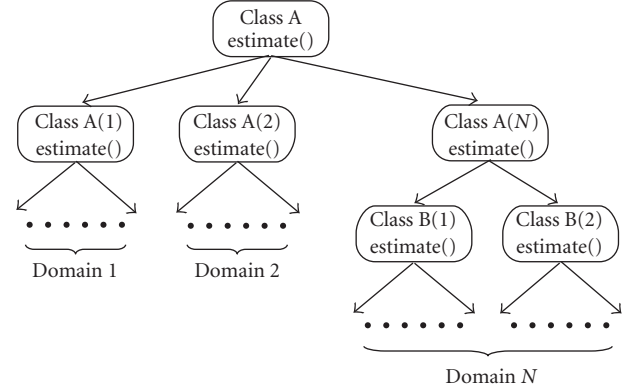 Class A
estimate()
Class A(1)
estimate()
Class A(2)
estimate()
Class A(N)
estimate()
Class B(1)
estimate()
Class B(2)
estimate()
Domain 1
Domain 2
Domain N